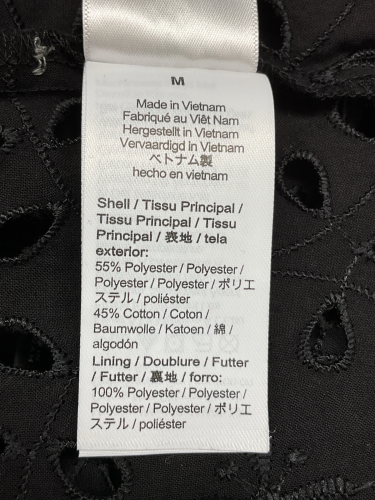 M
Made in Vietnam
Fabriqué au Viêt Nam
Hergestellt in Vietnam
Vervaardigd in Vietnam
ベトナム製
hecho en vietnam
Shell / Tissu Principal /
Tissu Principal / Tissu
Principal / 表地 / tela
exterior:
55% Polyester / Polyester /
Polyester / Polyester / ポリエ
ステル / poliéster
45% Cotton / Coton /
Baumwolle / Katoen / 綿 /
algodón
Lining / Doublure / Futter
/ Futter / 裏地 / forro:
100% Polyester / Polyester
/ Polyester / Polyester / ポリエ
ステル / poliéster